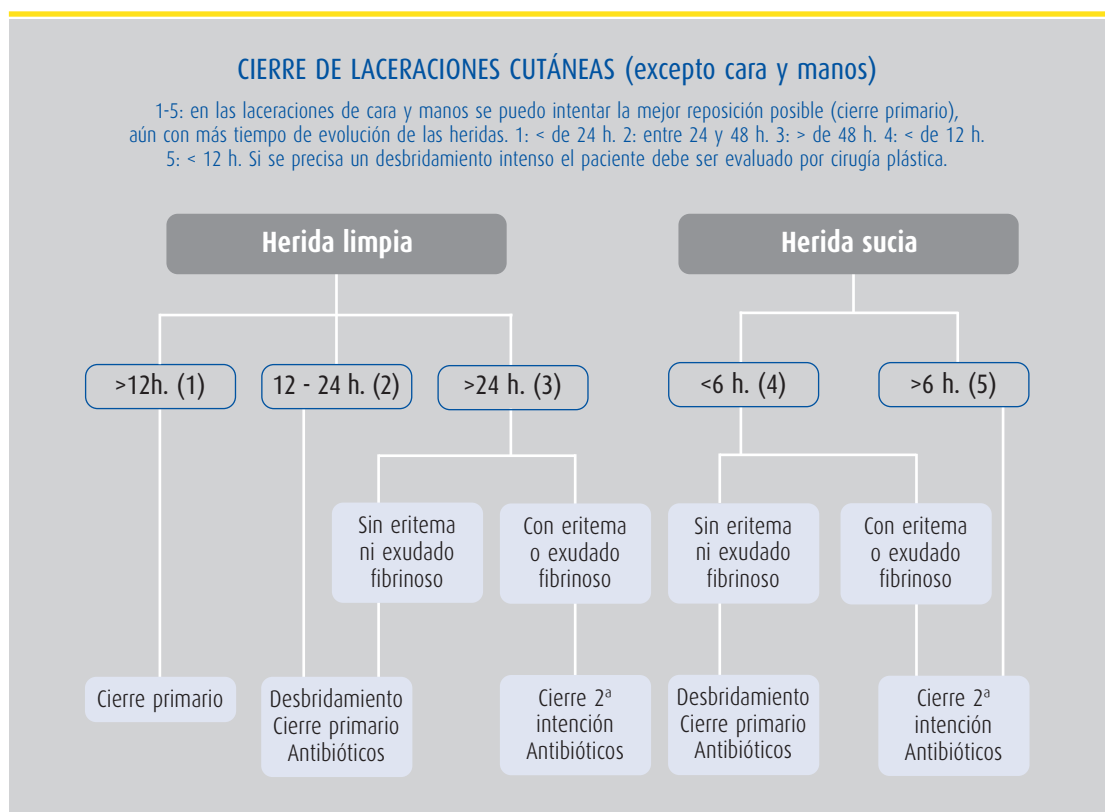 CIERRE DE LACERACIONES CUTÁNEAS (excepto cara y manos)
1-5: en las laceraciones de cara y manos se puedo intentar la mejor reposición posible (cierre primario),
aún con más tiempo de evolución de las heridas. 1: < de 24 h. 2: entre 24 y 48 h. 3: > de 48 h. 4: < de 12 h.
5: < 12 h. Si se precisa un desbridamiento intenso el paciente debe ser evaluado por cirugía plástica.
Herida limpia
Herida sucia
>12h. (1)
12 - 24 h. (2)
>24 h. (3)
<6 h. (4)
>6 h. (5)
Sin eritema
ni exudado
fibrinoso
Con eritema
o exudado
fibrinoso
Sin eritema
ni exudado
fibrinoso
Con eritema
o exudado
fibrinoso
Cierre primario
Desbridamiento
Cierre primario
Antibióticos
Cierre 2ª
intención
Antibióticos
Desbridamiento
Cierre primario
Antibióticos
Cierre 2ª
intención
Antibióticos